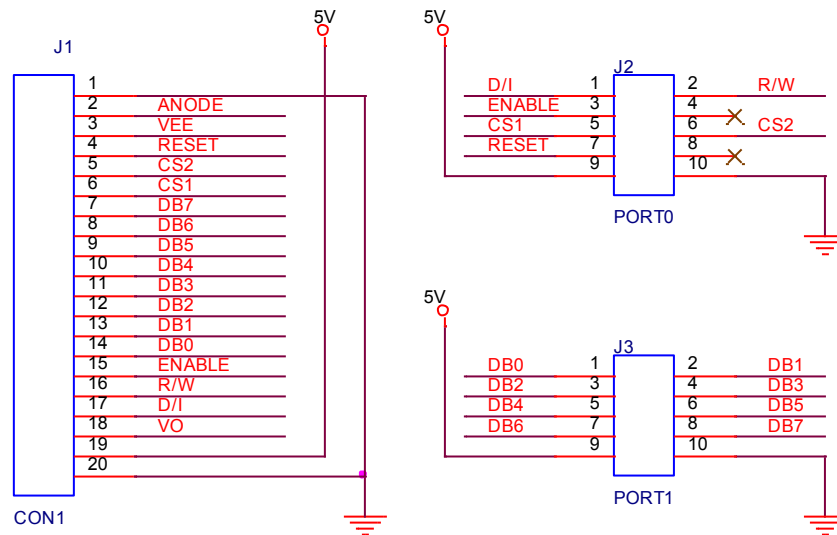 J1
5V
1
2 ANODE
3 VEE
4 RESET
5 CS2
6 CS1
7 DB7
8 DB6
9 DB5
10 DB4
11 DB3
12 DB2
13 DB1
14 DB0
15 ENABLE
16 R/W
17 D/I
18 VO
19
20
CON1
5V
J2
D/I 1 2 R/W
ENABLE 3 4
CS1 5 6 CS2
RESET 7 8
9 10
PORT0
5V
J3
DB0 1 2 DB1
DB2 3 4 DB3
DB4 5 6 DB5
DB6 7 8 DB7
9 10
PORT1